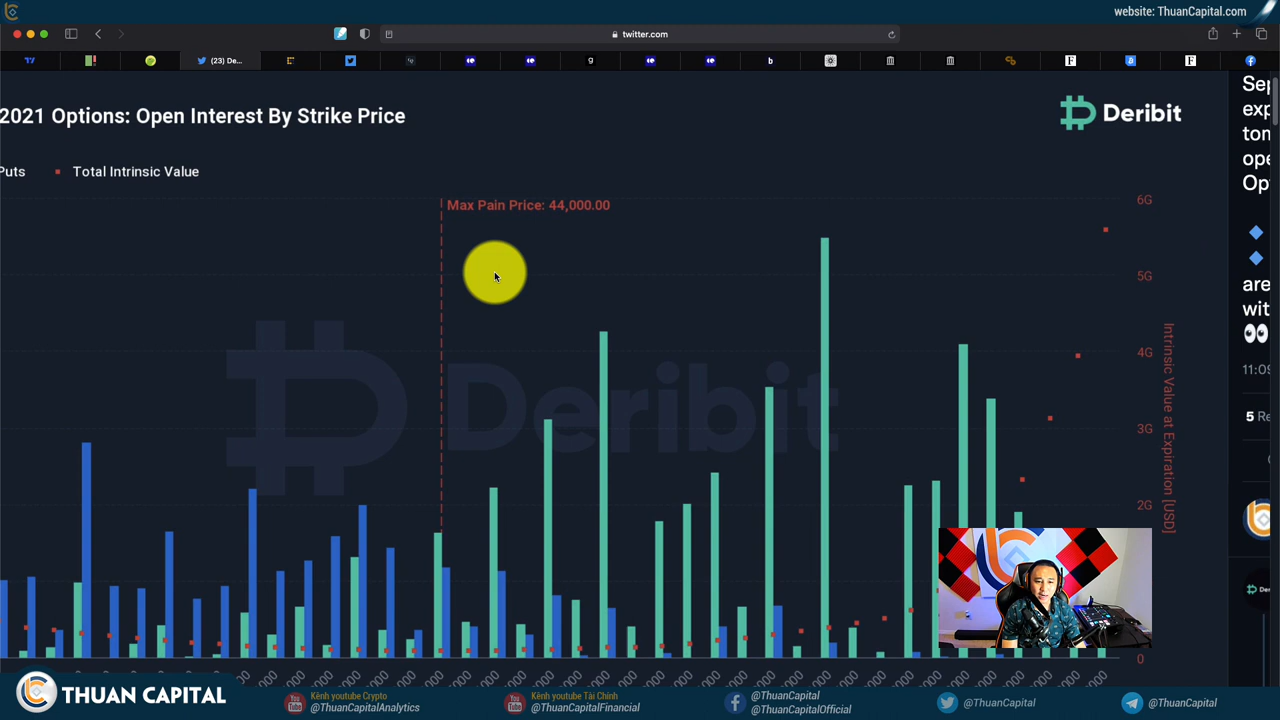 website: ThuanCapital.com
twitter.com
(23) De...
2021 Options: Open Interest By Strike Price
Deribit
Puts
Total Intrinsic Value
Max Pain Price: 44,000.00
6G
5G
4G
3G
2G
0
Intrinsic Value at Expiration [USD]
Deribit
Sep
exp
tom
ope
Op
are
wit
11:09
5 Re
THUAN CAPITAL
Kênh youtube Crypto
@ThuanCapitalAnalytics
Kênh youtube Tài Chính
@ThuanCapitalFinancial
@ThuanCapital
@ThuanCapitalOfficial
@ThuanCapital
@ThuanCapital